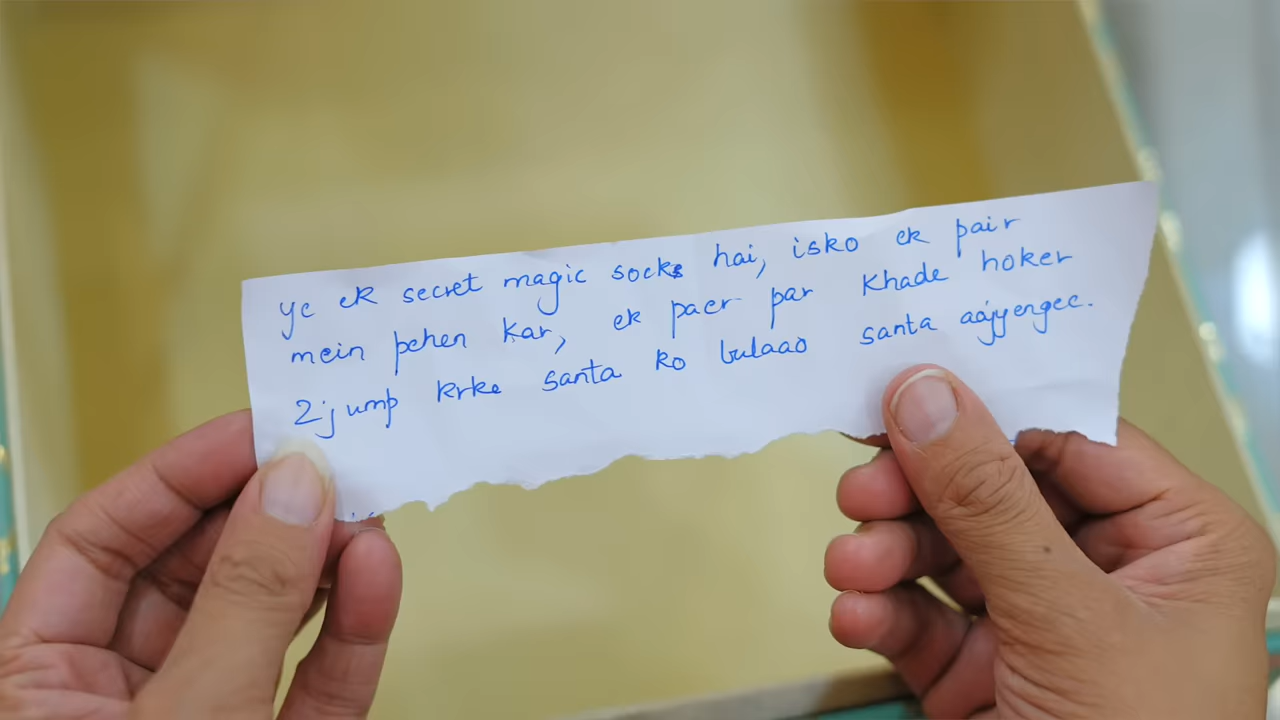 ye ek secret magic socks hai, isko ek pair
mein pehen kar, ek paer par khade hoker
2 jump krke santa ko bulaao santa aajyengee.